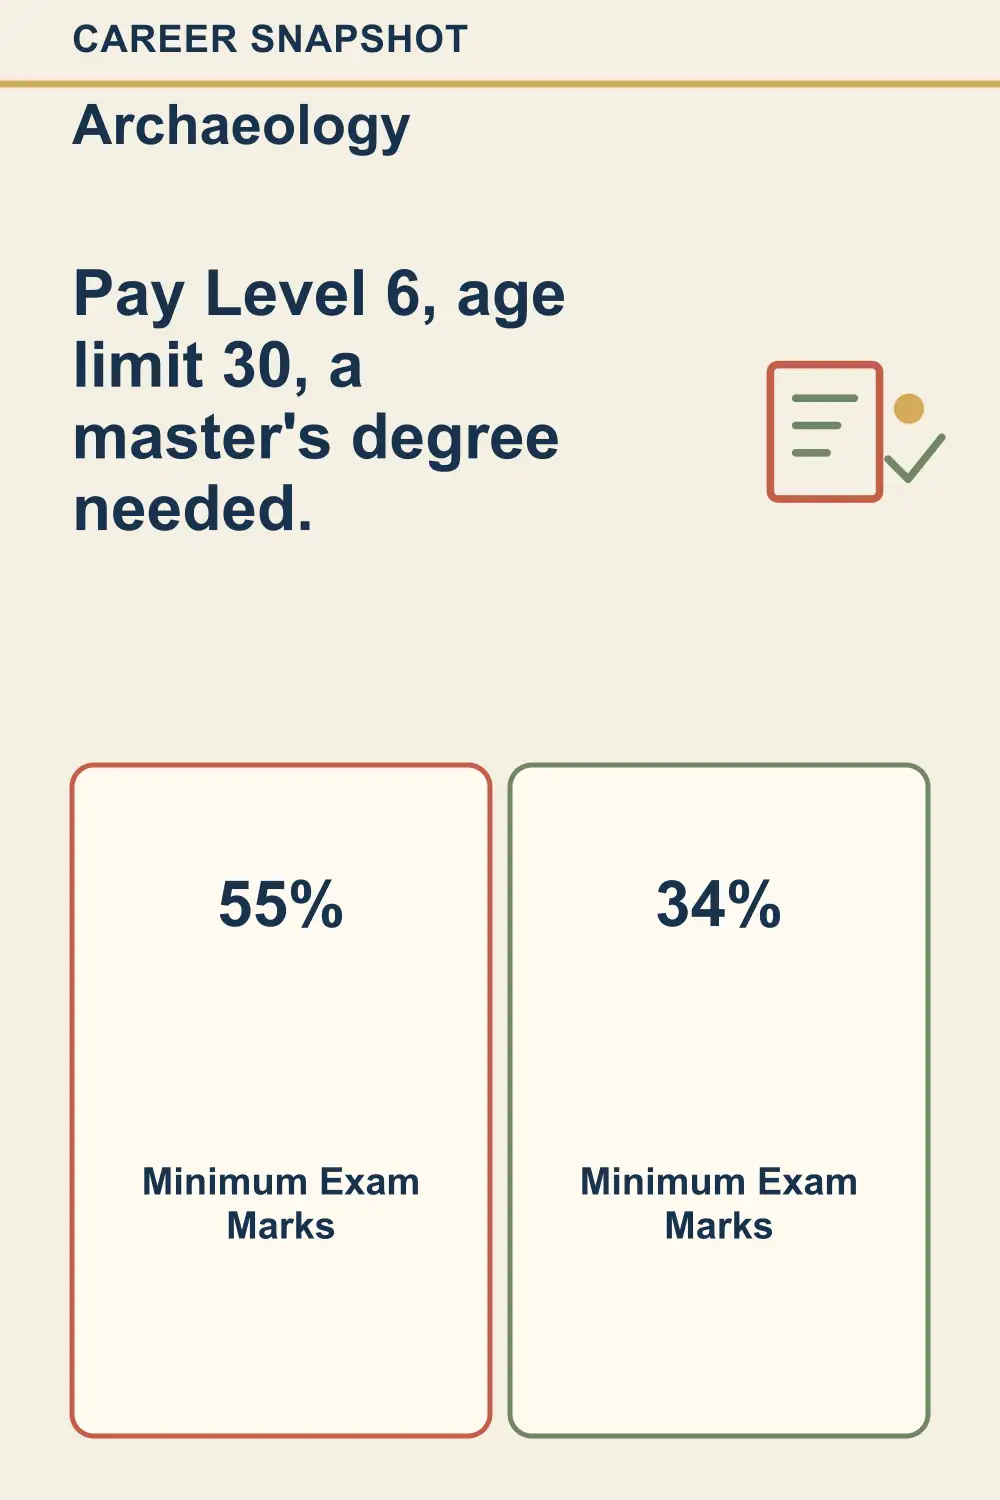 CAREER SNAPSHOT
Archaeology
Pay Level 6, age
limit 30, a
master's degree
needed.
55%
Minimum Exam
Marks
34%
Minimum Exam
Marks